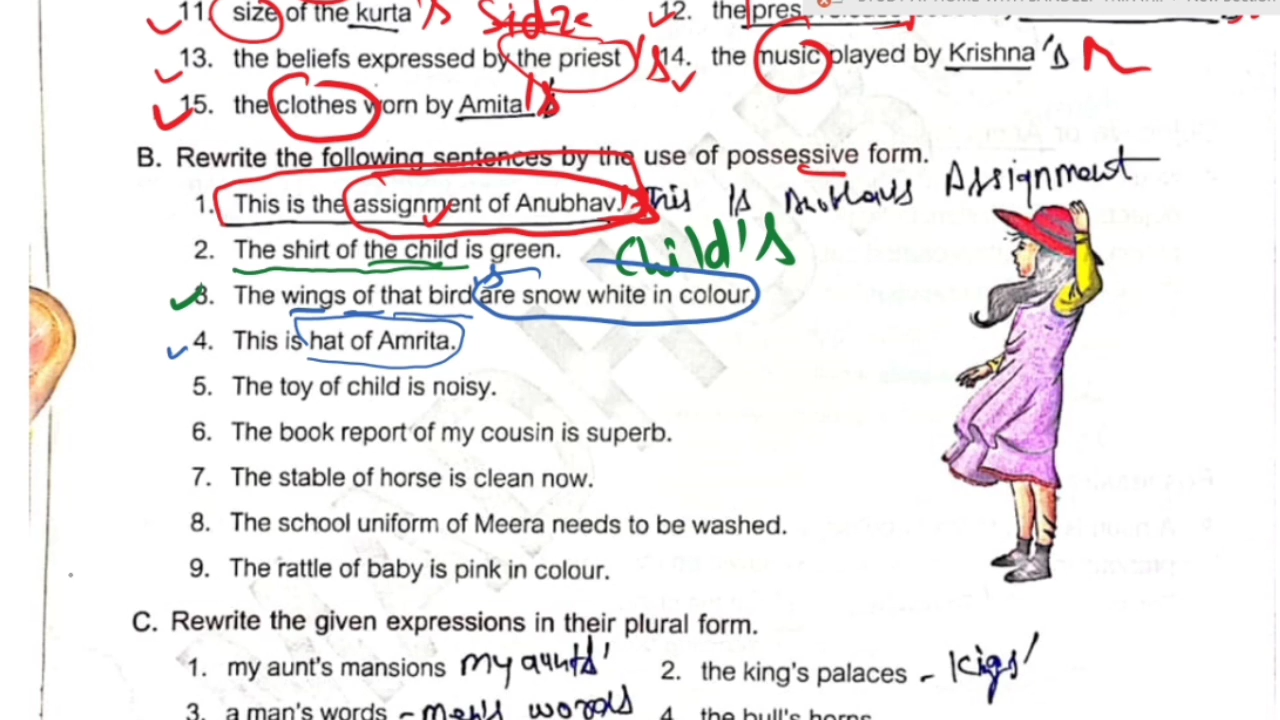 11. size of the kurta 's Sidze 12. the
13. the beliefs expressed by the priest 's 14. the music played by Krishna 's
15. the clothes worn by Amita 's
B. Rewrite the following sentences by the use of possessive form.
1. This is the assignment of Anubhav. This is Assignment
2. The shirt of the child is green. Child's
3. The wings of that bird 's are snow white in colour.
4. This is hat of Amrita.
5. The toy of child is noisy.
6. The book report of my cousin is superb.
7. The stable of horse is clean now.
8. The school uniform of Meera needs to be washed.
9. The rattle of baby is pink in colour.
C. Rewrite the given expressions in their plural form.
1. my aunt's mansions my aunts' 2. the king's palaces - Kigs'
3. a man's words - men's words 4. the bull's horns